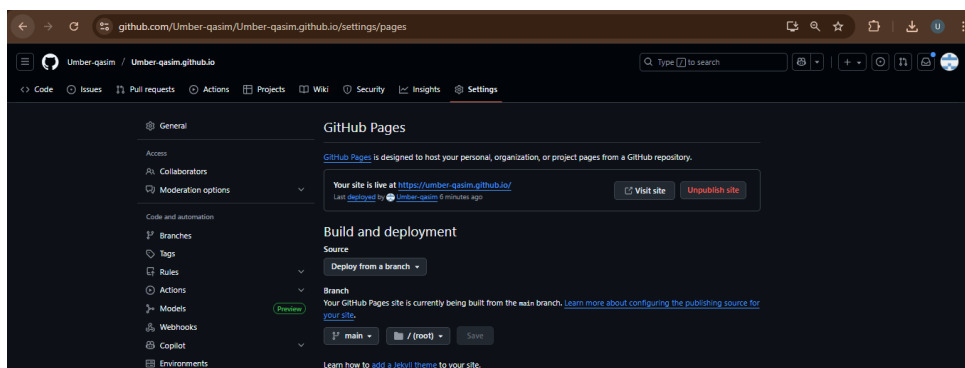 github.com/Umber-qasim/Umber-qasim.github.io/settings/pages
U
Umber-qasim / Umber-qasim.github.io
Type / to search
Code Issues Pull requests Actions Projects Wiki Security Insights Settings
General
Access
Collaborators
Moderation options
Code and automation
Branches
Tags
Rules
Actions
Models Preview
Webhooks
Copilot
Environments
GitHub Pages
GitHub Pages is designed to host your personal, organization, or project pages from a GitHub repository.
Your site is live at https://umber-qasim.github.io/
Last deployed by Umber-qasim 6 minutes ago
Visit site
Unpublish site
Build and deployment
Source
Deploy from a branch
Branch
Your GitHub Pages site is currently being built from the main branch. Learn more about configuring the publishing source for
your site.
main / (root) Save
Learn how to add a Jekyll theme to your site.